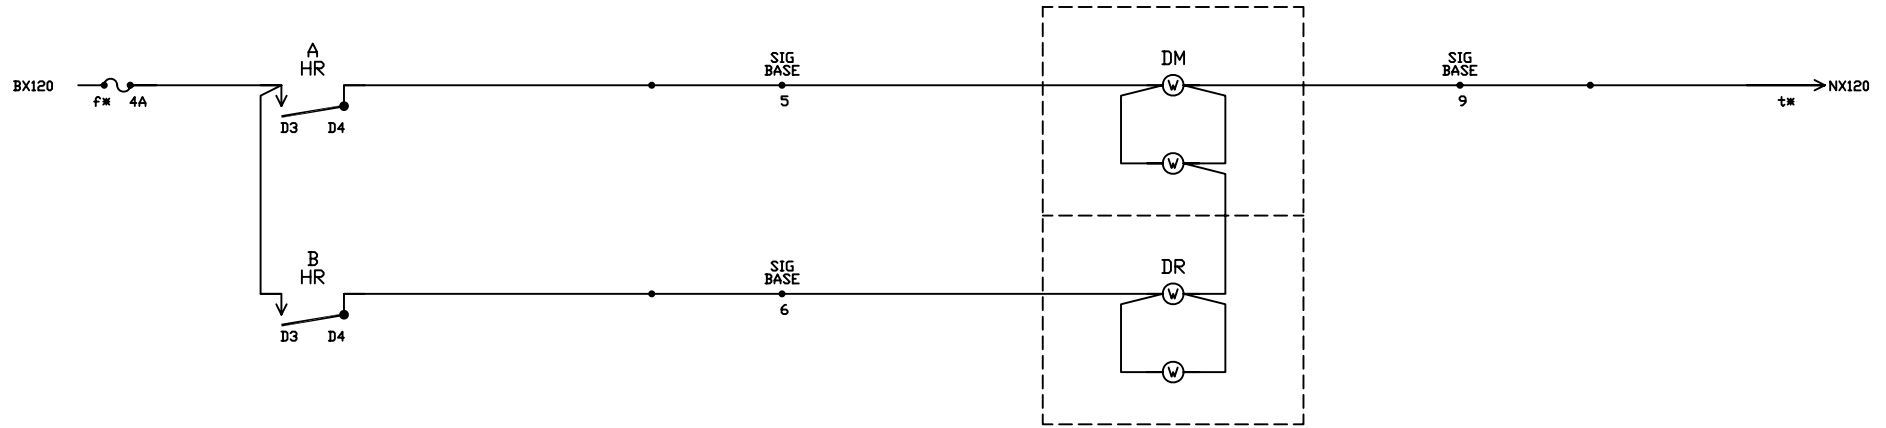 A
HR
SIG
BASE
DM
SIG
BASE
BX120
W
NX120
f*
4A
5
9
t*
D3
D4
W
B
HR
SIG
BASE
DR
W
6
D3
D4
W